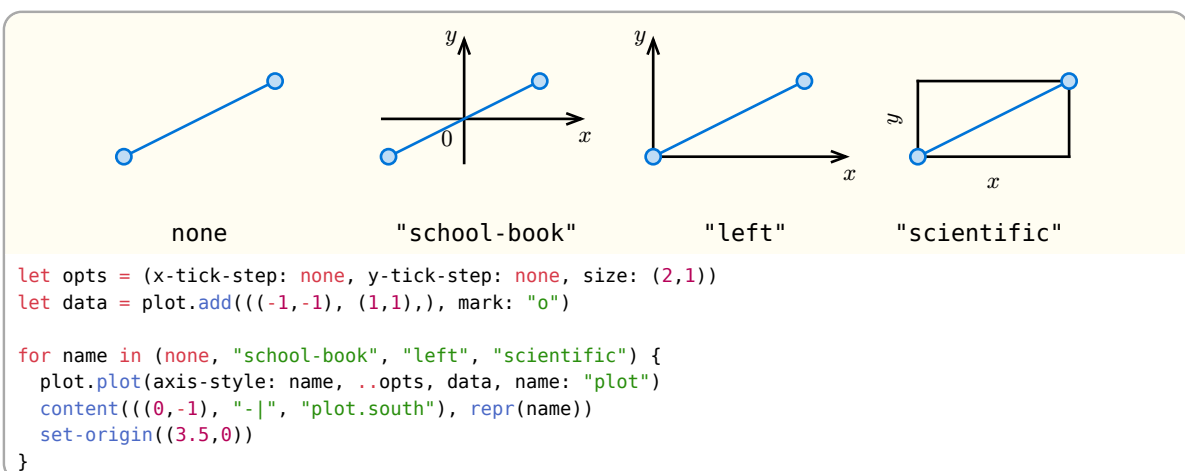 y y
y
0 x x
x
none "school-book" "left" "scientific"
let opts = (x-tick-step: none, y-tick-step: none, size: (2,1))
let data = plot.add(((-1,-1), (1,1),), mark: "o")
for name in (none, "school-book", "left", "scientific") {
  plot.plot(axis-style: name, ..opts, data, name: "plot")
  content(((0,-1), "-|", "plot.south"), repr(name))
  set-origin((3.5,0))
}